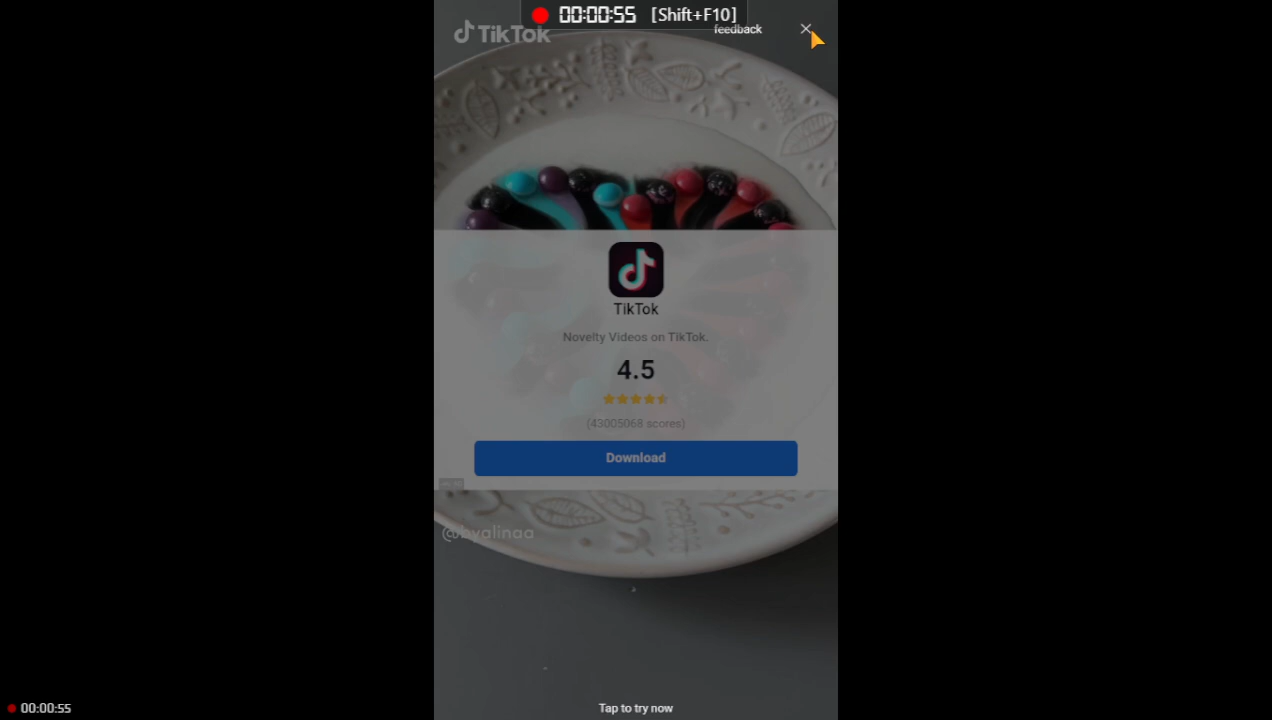 00:00:55 [Shift+F10]
TikTok
feedback
TikTok
Novelty Videos on TikTok.
4.5
(43005068 scores)
Download
@byalinaa
Tap to try now
00:00:55